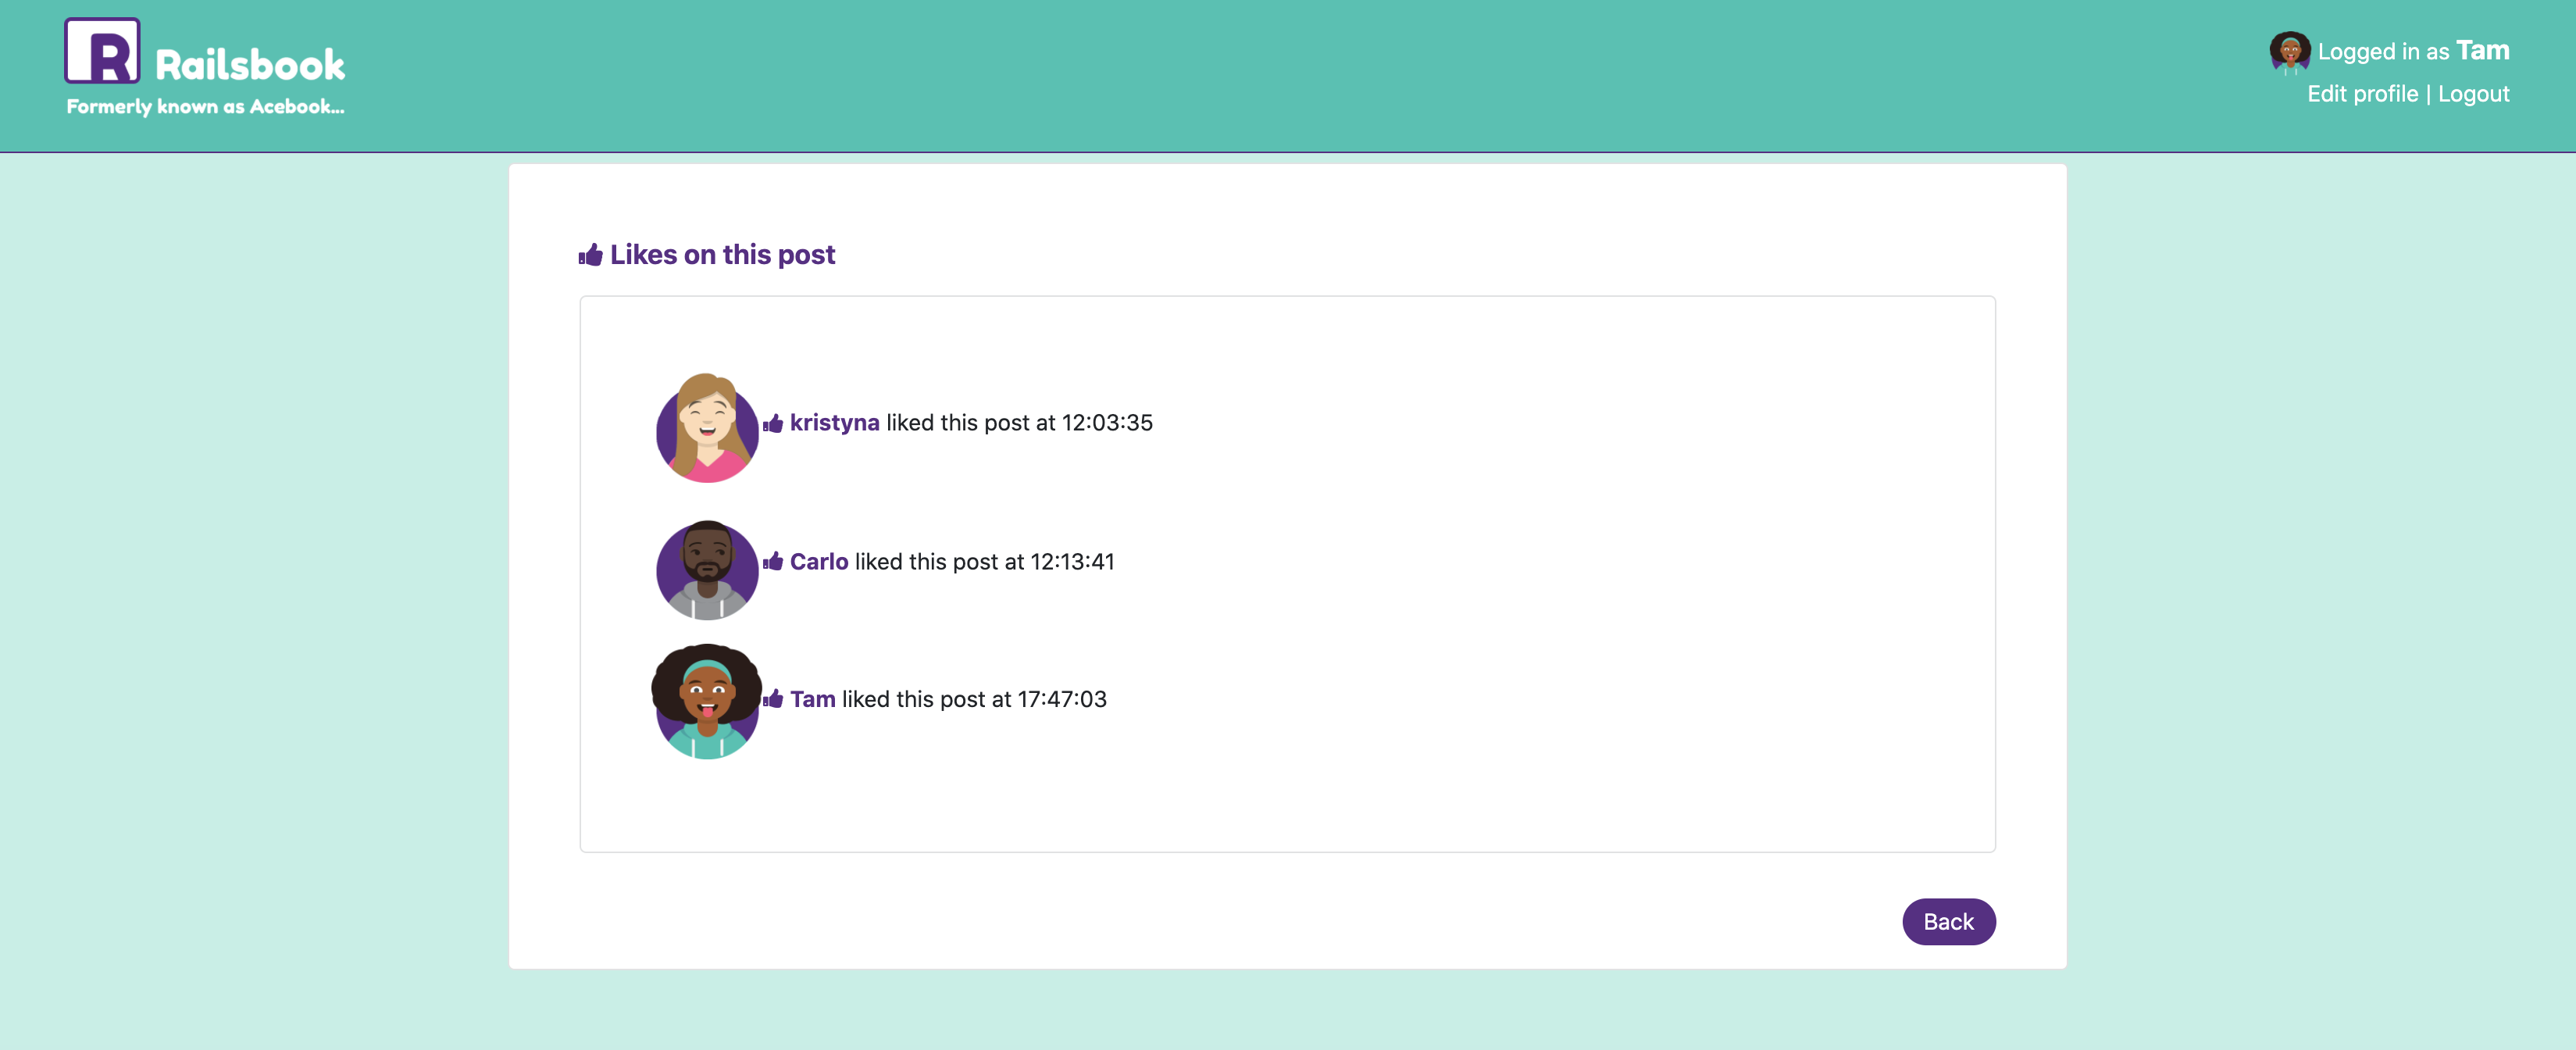 R Railsbook
Formerly known as Acebook...
Logged in as Tam
Edit profile | Logout
Likes on this post
kristyna liked this post at 12:03:35
Carlo liked this post at 12:13:41
Tam liked this post at 17:47:03
Back